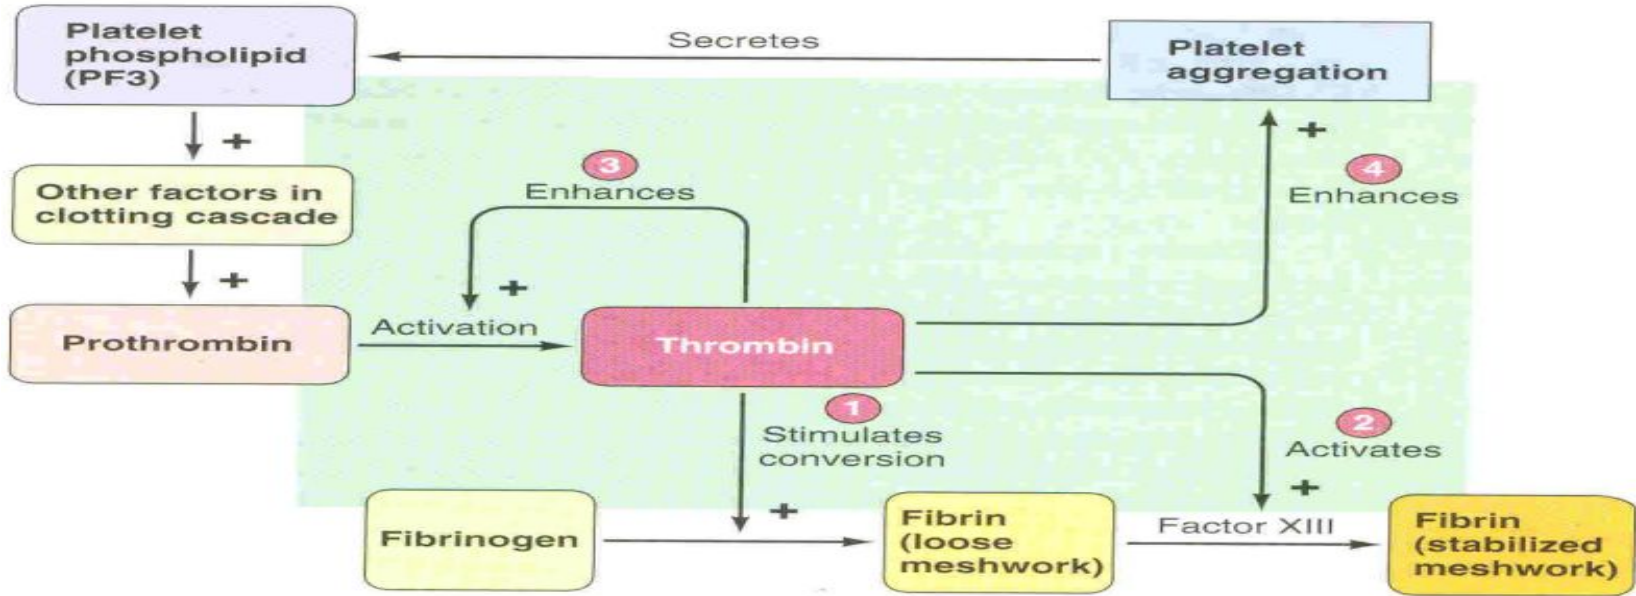 Platelet
phospholipid
(PF3)
Secretes
Platelet
aggregation
+
Other factors in
clotting cascade
3
Enhances
+
4
Enhances
+
+
Prothrombin
Activation
Thrombin
1
Stimulates
conversion
+
2
Activates
+
Fibrinogen
Fibrin
(loose
meshwork)
Factor XIII
Fibrin
(stabilized
meshwork)